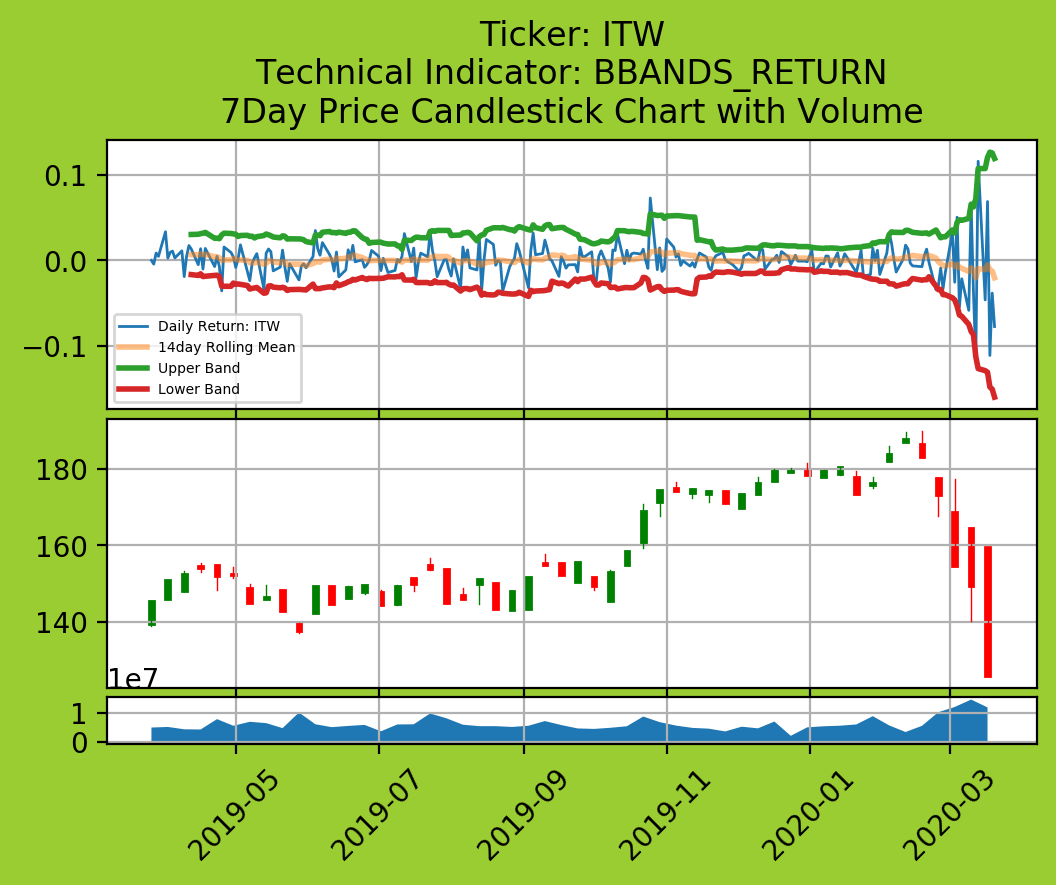 Ticker: ITW
Technical Indicator: BBANDS_RETURN
7Day Price Candlestick Chart with Volume
0.1
0.0
−0.1
Daily Return: ITW
14day Rolling Mean
Upper Band
Lower Band
180
160
140
1e7
1
0
2019-05
2019-07
2019-09
2019-11
2020-01
2020-03